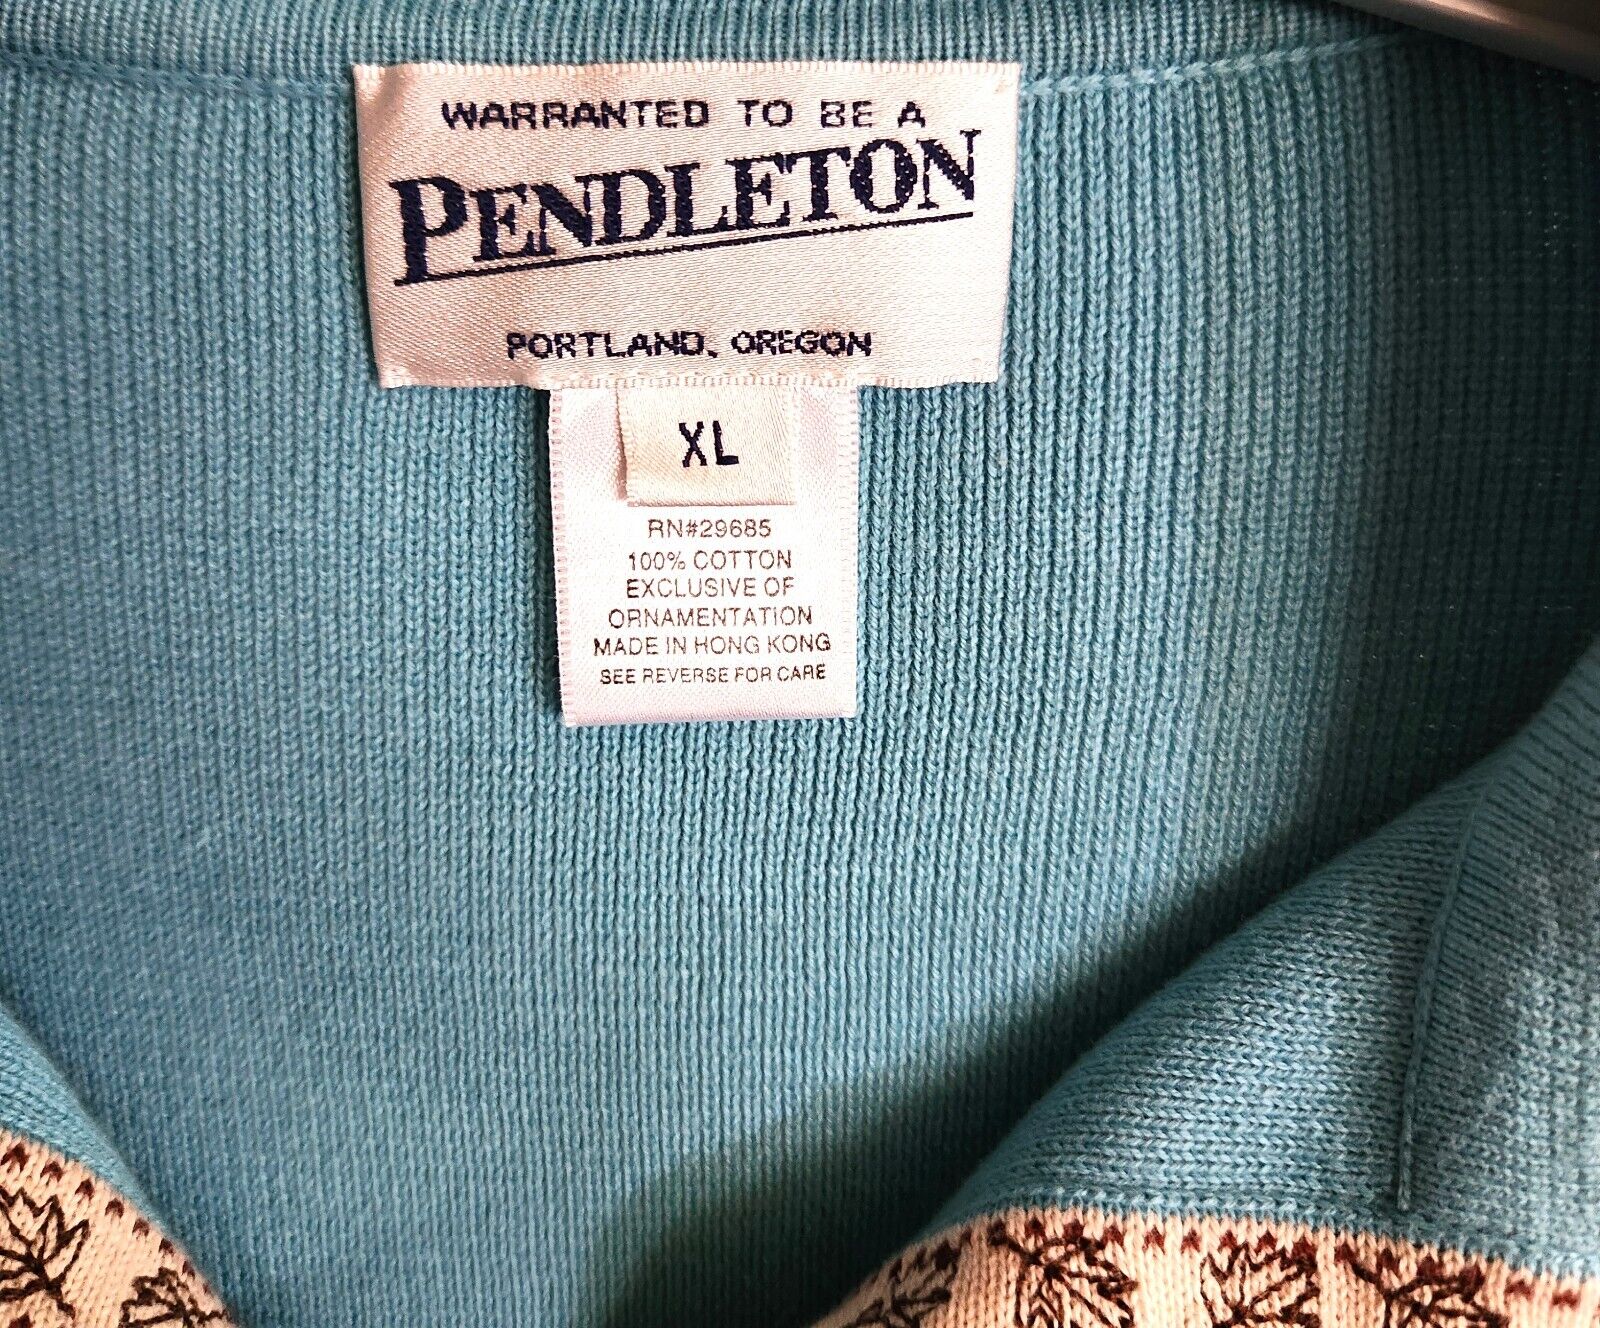 WARRANTED TO BE A
PENDLETON
PORTLAND, OREGON
XL
RN#29685
100% COTTON
EXCLUSIVE OF
ORNAMENTATION
MADE IN HONG KONG
SEE REVERSE FOR CARE